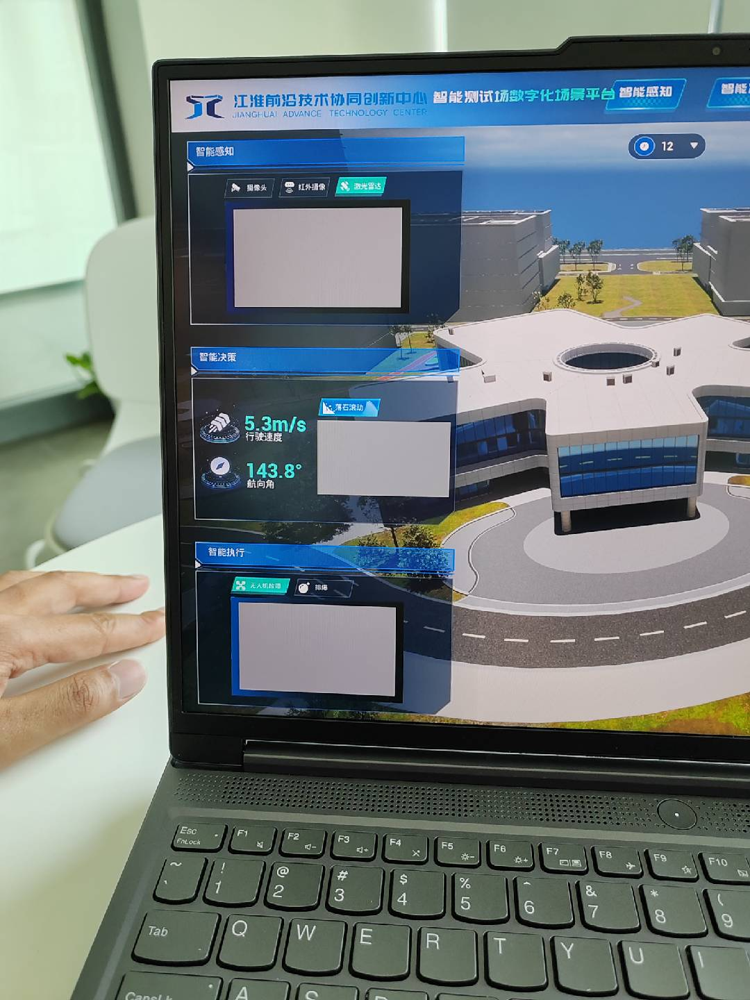 江淮前沿技术协同创新中心
JIANGHUAI ADVANCE TECHNOLOGY CENTER
智能测试场数字化场景平台
智能感知
智能
12
智能感知
摄像头
红外摄像
激光雷达
智能决策
5.3m/s
行驶速度
落石滚动
143.8°
航向角
智能执行
无人机故障
排爆
Esc
FnLock
F1
F2
F3
F4
F5
F6
F7
F8
F9
F10
~ ! @ # $ % ^ & * (
` 1 2 3 4 5 6 7 8 9
Tab Q W E R T Y U I
CapsLk A S D